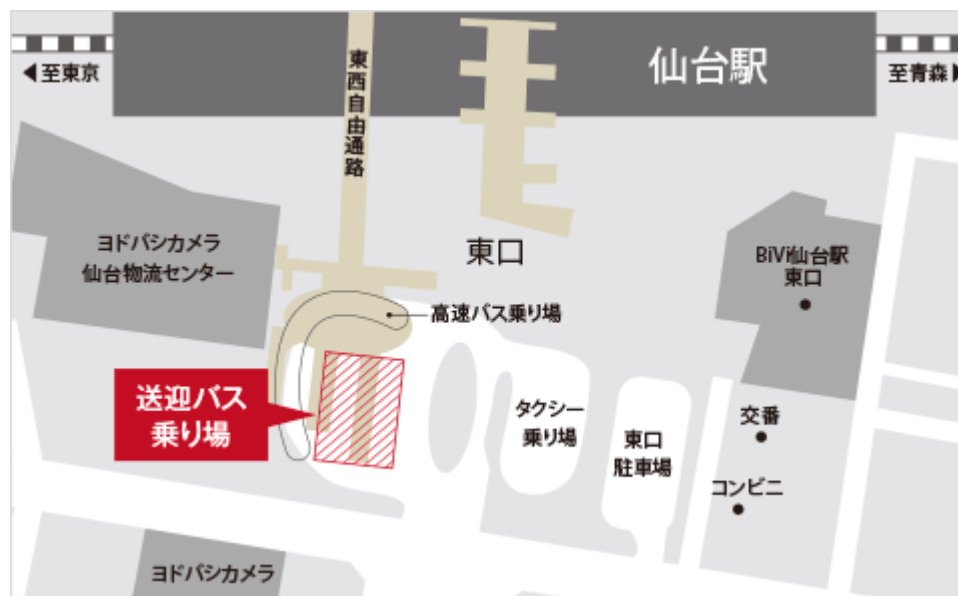 仙台駅
◀至東京
至青森▶
東西自由通路
ヨドバシカメラ
仙台物流センター
東口
BiVi仙台駅
東口
高速バス乗り場
送迎バス
乗り場
タクシー
乗り場
東口
駐車場
交番
コンビニ
ヨドバシカメラ